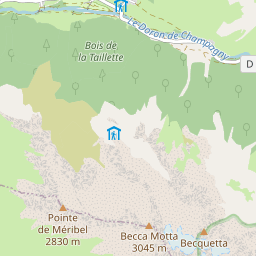 Le Doron de Champagny
Bois de
la Taillette
D
Pointe
de Méribel
2830 m
Becca Motta
3045 m
Becquetta